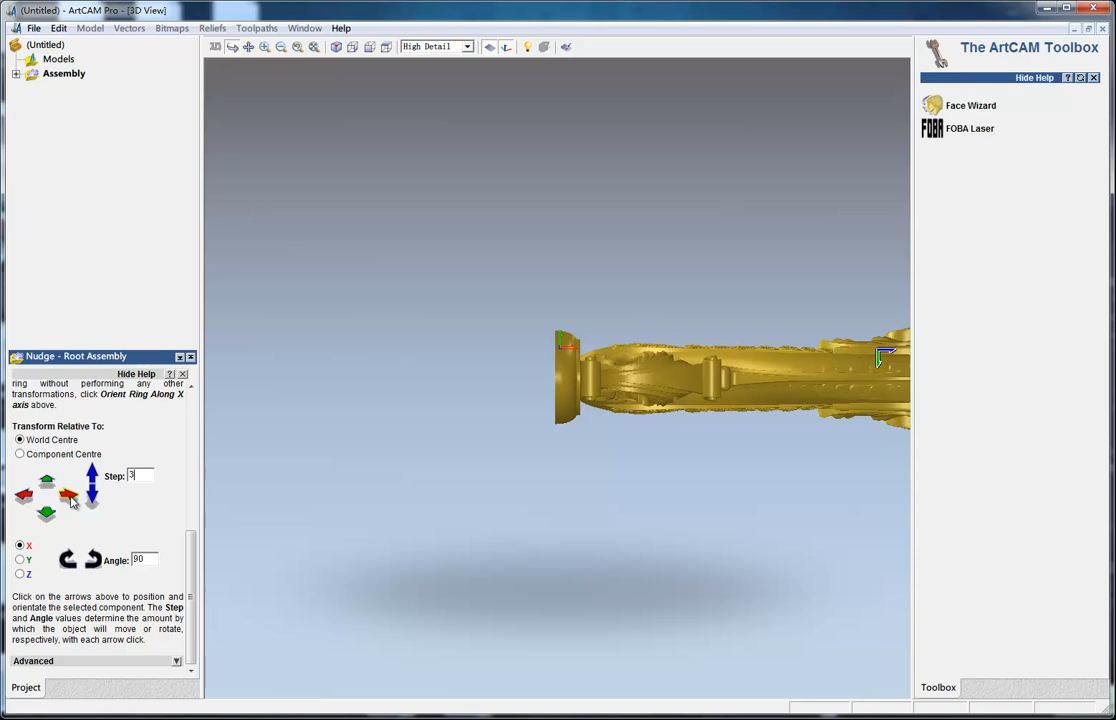 (Untitled) - ArtCAM Pro - [3D View]
File Edit Model Vectors Bitmaps Reliefs Toolpaths Window Help
(Untitled)
Models
Assembly
High Detail
The ArtCAM Toolbox
Hide Help ?
Face Wizard
FOBA FOBA Laser
Nudge - Root Assembly
Hide Help ?
ring without performing any other
transformations, click Orient Ring Along X
axis above.
Transform Relative To:
World Centre
Component Centre
Step: 3
X
Y
Z
Angle: 90
Click on the arrows above to position and
orientate the selected component. The Step
and Angle values determine the amount by
which the object will move or rotate,
respectively, with each arrow click.
Advanced
Project
Toolbox